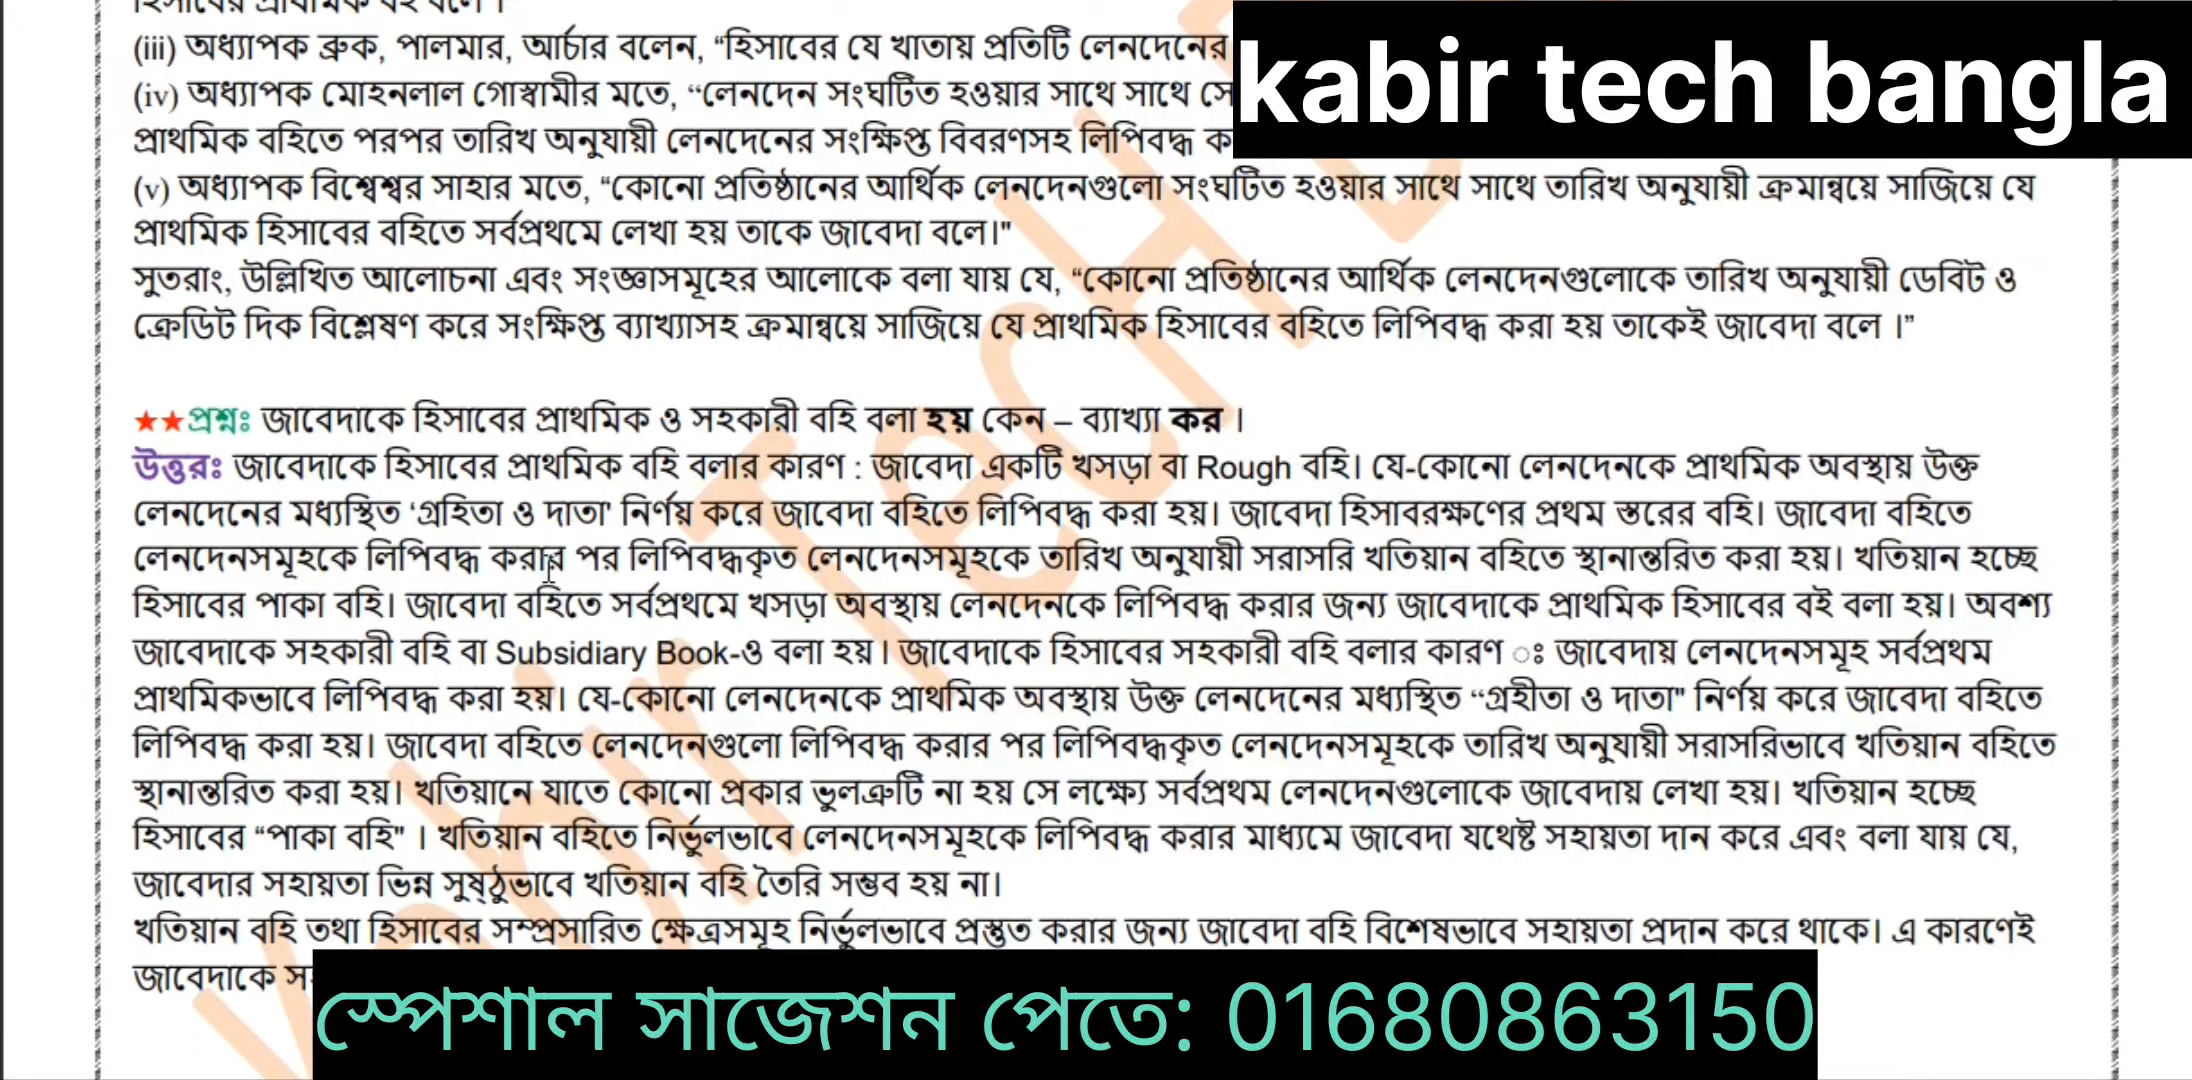 হিসাবের প্রাথমিক বই বলে ।"
(iii) অধ্যাপক ব্রুক, পালমার, আর্চার বলেন, “হিসাবের যে খাতায় প্রতিটি লেনদেনের
kabir tech bangla
(iv) অধ্যাপক মোহনলাল গোস্বামীর মতে, “লেনদেন সংঘটিত হওয়ার সাথে সাথে
প্রাথমিক বহিতে পরপর তারিখ অনুযায়ী লেনদেনের সংক্ষিপ্ত বিবরণসহ লিপিবদ্ধ
(v) অধ্যাপক বিশ্বেশ্বর সাহার মতে, “কোনো প্রতিষ্ঠানের আর্থিক লেনদেনগুলো সংঘটিত হওয়ার সাথে সাথে তারিখ অনুযায়ী ক্রমান্বয়ে সাজিয়ে যে
প্রাথমিক হিসাবের বহিতে সর্বপ্রথমে লেখা হয় তাকে জাবেদা বলে।"
সুতরাং, উল্লিখিত আলোচনা এবং সংজ্ঞাসমূহের আলোকে বলা যায় যে, “কোনো প্রতিষ্ঠানের আর্থিক লেনদেনগুলোকে তারিখ অনুযায়ী ডেবিট ও
ক্রেডিট দিক বিশ্লেষণ করে সংক্ষিপ্ত ব্যাখ্যাসহ ক্রমান্বয়ে সাজিয়ে যে প্রাথমিক হিসাবের বহিতে লিপিবদ্ধ করা হয় তাকেই জাবেদা বলে ।”
★★প্রশ্নঃ জাবেদাকে হিসাবের প্রাথমিক ও সহকারী বহি বলা হয় কেন – ব্যাখ্যা কর ।
উত্তরঃ জাবেদাকে হিসাবের প্রাথমিক বহি বলার কারণ : জাবেদা একটি খসড়া বা Rough বহি। যে-কোনো লেনদেনকে প্রাথমিক অবস্থায় উক্ত
লেনদেনের মধ্যস্থিত ‘গ্রহিতা ও দাতা' নির্ণয় করে জাবেদা বহিতে লিপিবদ্ধ করা হয়। জাবেদা হিসাবরক্ষণের প্রথম স্তরের বহি। জাবেদা বহিতে
লেনদেনসমূহকে লিপিবদ্ধ করার পর লিপিবদ্ধকৃত লেনদেনসমূহকে তারিখ অনুযায়ী সরাসরি খতিয়ান বহিতে স্থানান্তরিত করা হয়। খতিয়ান হচ্ছে
হিসাবের পাকা বহি। জাবেদা বহিতে সর্বপ্রথমে খসড়া অবস্থায় লেনদেনকে লিপিবদ্ধ করার জন্য জাবেদাকে প্রাথমিক হিসাবের বই বলা হয়। অবশ্য
জাবেদাকে সহকারী বহি বা Subsidiary Book-ও বলা হয় । জাবেদাকে হিসাবের সহকারী বহি বলার কারণ ঃ জাবেদায় লেনদেনসমূহ সর্বপ্রথম
প্রাথমিকভাবে লিপিবদ্ধ করা হয়। যে-কোনো লেনদেনকে প্রাথমিক অবস্থায় উক্ত লেনদেনের মধ্যস্থিত “গ্রহীতা ও দাতা" নির্ণয় করে জাবেদা বহিতে
লিপিবদ্ধ করা হয়। জাবেদা বহিতে লেনদেনগুলো লিপিবদ্ধ করার পর লিপিবদ্ধকৃত লেনদেনসমূহকে তারিখ অনুযায়ী সরাসরিভাবে খতিয়ান বহিতে
স্থানান্তরিত করা হয়। খতিয়ানে যাতে কোনো প্রকার ভুলত্রুটি না হয় সে লক্ষ্যে সর্বপ্রথম লেনদেনগুলোকে জাবেদায় লেখা হয়। খতিয়ান হচ্ছে
হিসাবের “পাকা বহি" । খতিয়ান বহিতে নির্ভুলভাবে লেনদেনসমূহকে লিপিবদ্ধ করার মাধ্যমে জাবেদা যথেষ্ট সহায়তা দান করে এবং বলা যায় যে,
জাবেদার সহায়তা ভিন্ন সুষ্ঠুভাবে খতিয়ান বহি তৈরি সম্ভব হয় না।
খতিয়ান বহি তথা হিসাবের সম্প্রসারিত ক্ষেত্রসমূহ নির্ভুলভাবে প্রস্তুত করার জন্য জাবেদা বহি বিশেষভাবে সহায়তা প্রদান করে থাকে। এ কারণেই
জাবেদাকে
স্পেশাল সাজেশন পেতে: 01680863150